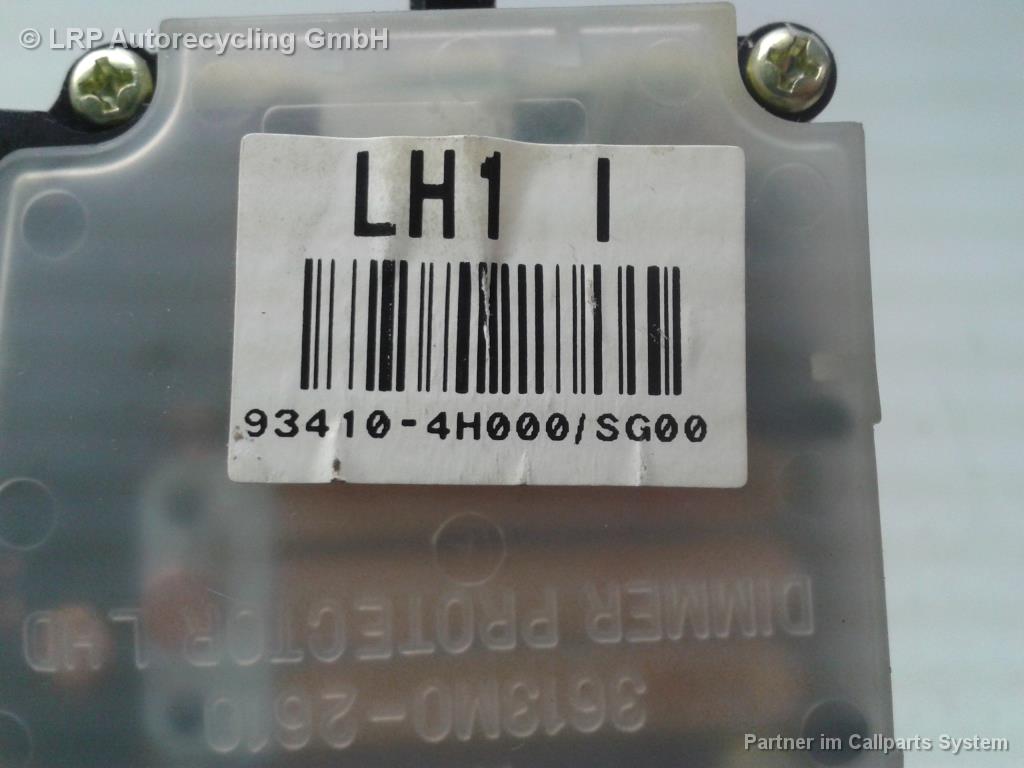 © LRP Autorecycling GmbH
LH1 I
93410-4H000/SG00
DIMMER PROTECTOR LHD
3613M0-2610
Partner im Callparts System